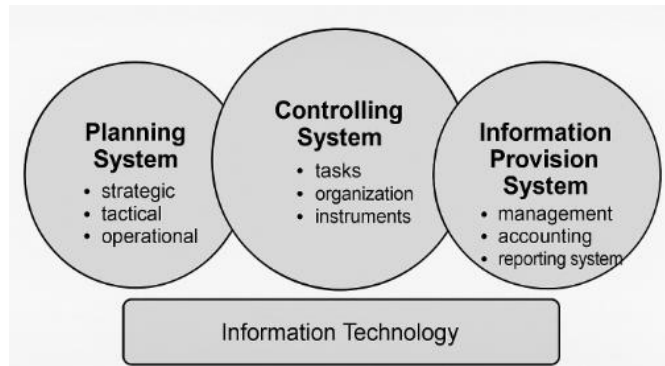 Planning
System
• strategic
• tactical
• operational
Controlling
System
• tasks
• organization
• instruments
Information
Provision
System
• management
• accounting
• reporting system
Information Technology